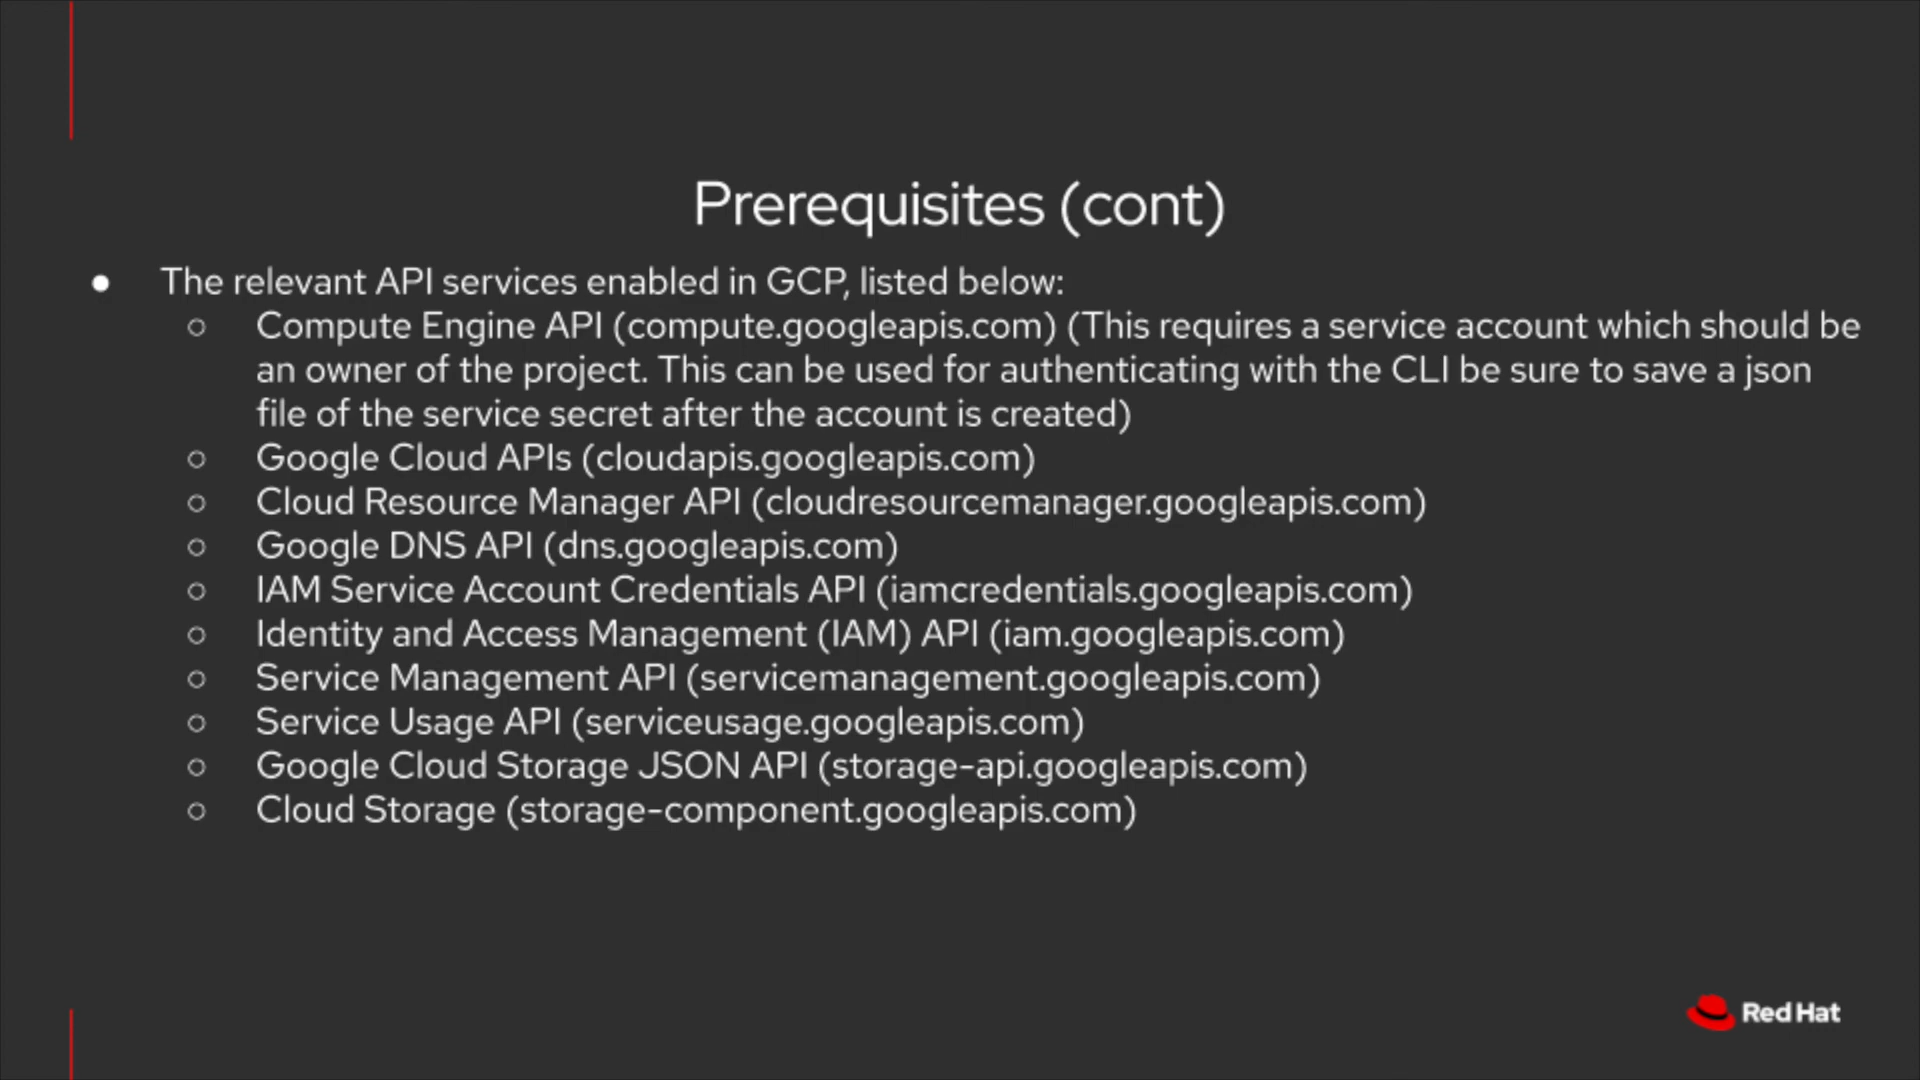 Prerequisites (cont)
● The relevant API services enabled in GCP, listed below:
○ Compute Engine API (compute.googleapis.com) (This requires a service account which should be
an owner of the project. This can be used for authenticating with the CLI be sure to save a json
file of the service secret after the account is created)
○ Google Cloud APIs (cloudapis.googleapis.com)
○ Cloud Resource Manager API (cloudresourcemanager.googleapis.com)
○ Google DNS API (dns.googleapis.com)
○ IAM Service Account Credentials API (iamcredentials.googleapis.com)
○ Identity and Access Management (IAM) API (iam.googleapis.com)
○ Service Management API (servicemanagement.googleapis.com)
○ Service Usage API (serviceusage.googleapis.com)
○ Google Cloud Storage JSON API (storage-api.googleapis.com)
○ Cloud Storage (storage-component.googleapis.com)
Red Hat